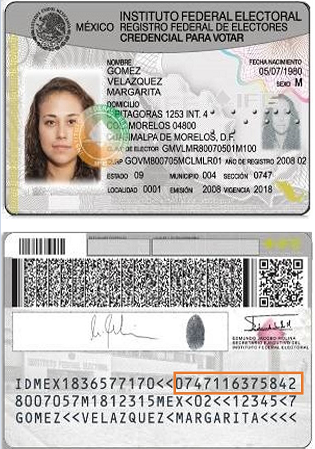 INSTITUTO FEDERAL ELECTORAL
MÉXICO REGISTRO FEDERAL DE ELECTORES
CREDENCIAL PARA VOTAR
NOMBRE
GOMEZ
VELAZQUEZ
MARGARITA
FECHA NACIMIENTO
05/07/1980
SEXO M
DOMICILIO
PITAGORAS 1253 INT. 4
COL MORELOS 04800
CUAJIMALPA DE MORELOS, D.F.
CLAVE DE ELECTOR GMVLMR80070501M100
CURP GOVM800705MCLMLR01 AÑO DE REGISTRO 2008 02
ESTADO 09 MUNICIPIO 004 SECCIÓN 0747
LOCALIDAD 0001 EMISIÓN 2008 VIGENCIA 2018
EDMUNDO JACOBO MOLINA
SECRETARIO EJECUTIVO DEL
INSTITUTO FEDERAL ELECTORAL
IDMEX1836577170<<0747116375842
8007057M1812315MEX<02<<12345<7
GOMEZ<<VELAZQUEZ<MARGARITA<<<<